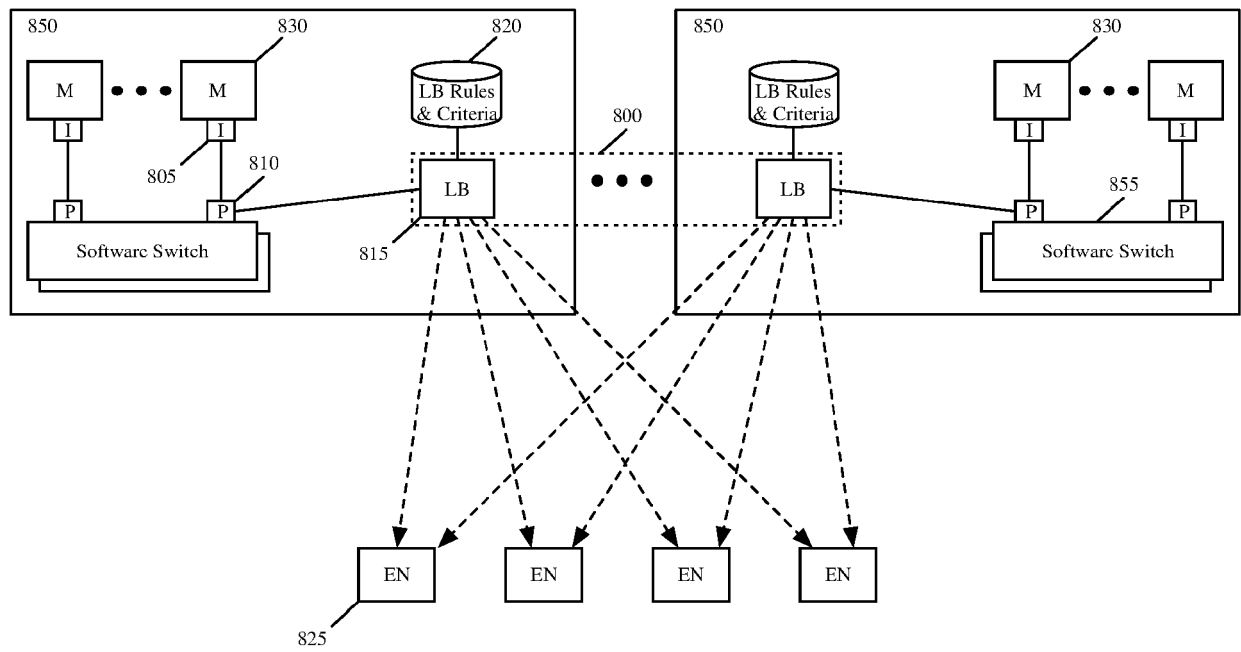 850
830
820
850
830
M
M
LB Rules
& Criteria
LB Rules
& Criteria
M
M
800
I
I
I
I
805
810
LB
LB
855
P
P
P
P
815
Software Switch
Software Switch
EN
EN
EN
EN
825